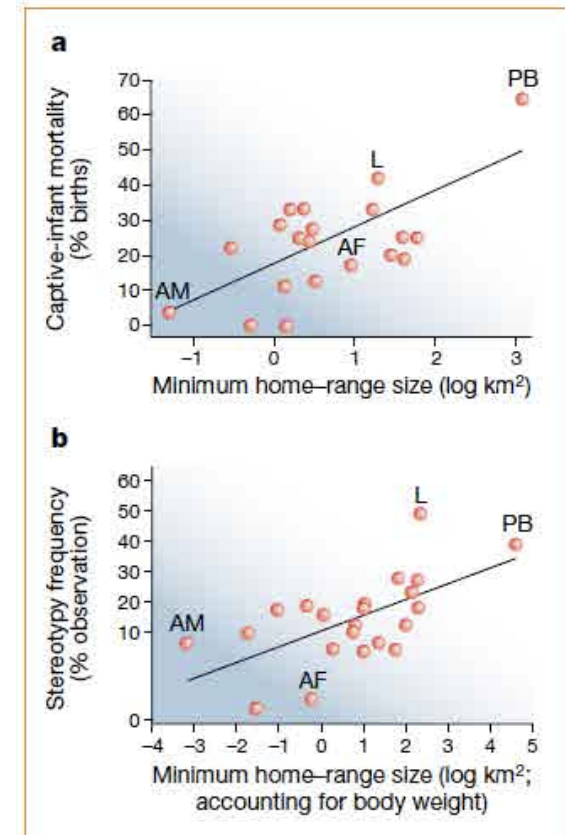 a
Captive-infant mortality
(% births)
70
60
50
40
30
20
10
0
PB
L
AF
AM
−1 0 1 2 3
Minimum home–range size (log km²)
b
Stereotypy frequency
(% observation)
60
50
40
30
20
10
0
L
PB
AM
AF
−4 −3 −2 −1 0 1 2 3 4 5
Minimum home–range size (log km²;
accounting for body weight)